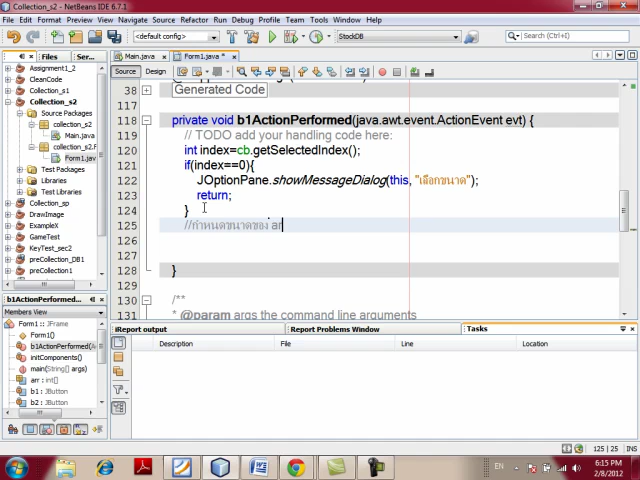 Collection_s2 - NetBeans IDE 6.7.1
File Edit View Navigate Source Refactor Run Debug Profile Team Tools Window Help
<default config>
StockDB
Search (Ctrl+I)
Files
Main.java
Form1.java *
Source Design
Assignment1_2
CleanCode
Collection_s1
Collection_s2
Source Packages
collection_s2
Main.java
collection_s2.F
Form1.jav
Test Packages
Libraries
Test Libraries
Collection_sp
DrawImage
ExampleX
GameTest
KeyTest_sec2
preCollection_DB1
preCollection1
38 Generated Code
117
118 private void b1ActionPerformed(java.awt.event.ActionEvent evt) {
119 // TODO add your handling code here:
120 int index=cb.getSelectedIndex();
121 if(index==0){
122 JOptionPane.showMessageDialog(this, "เลือกขนาด");
123 return;
124 }
125 //กำหนดขนาดของ ar
126
127
128 }
129
130 /**
131 * @param args the command line arguments
b1ActionPerformed
Members View
Form1 :: JFrame
Form1()
b1ActionPerformed(A
initComponents()
main(String[] args)
arr : int[]
b1 : JButton
b2 : JButton
iReport output
Report Problems Window
Tasks
Description File Line Location
125 | 25 INS
EN
6:15 PM
2/8/2012